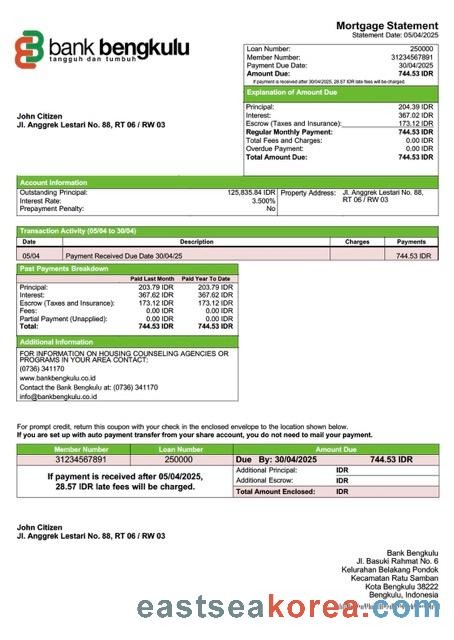 bank bengkulu
tangguh dan tumbuh
Mortgage Statement
Statement Date: 05/04/2025
Loan Number: 250000
Member Number: 31234567891
Payment Due Date: 30/04/2025
Amount Due: 744.53 IDR
If payment is received after 30/04/2025, 28.57 IDR late fees will be charged.
Explanation of Amount Due
Principal: 204.39 IDR
Interest: 367.02 IDR
Escrow (Taxes and Insurance): 173.12 IDR
Regular Monthly Payment: 744.53 IDR
Total Fees and Charges: 0.00 IDR
Overdue Payment: 0.00 IDR
Total Amount Due: 744.53 IDR
John Citizen
Jl. Anggrek Lestari No. 88, RT 06 / RW 03
Account Information
Outstanding Principal: 125,835.84 IDR
Interest Rate: 3.500%
Prepayment Penalty: No
Property Address: Jl. Anggrek Lestari No. 88,
RT 06 / RW 03
Transaction Activity (05/04 to 30/04)
Date Description Charges Payments
05/04 Payment Received Due Date 30/04/25 744.53 IDR
Past Payments Breakdown
Paid Last Month Paid Year To Date
Principal: 203.79 IDR 203.79 IDR
Interest: 367.62 IDR 367.62 IDR
Escrow (Taxes and Insurance): 173.12 IDR 173.12 IDR
Fees: 0.00 IDR 0.00 IDR
Partial Payment (Unapplied): 0.00 IDR 0.00 IDR
Total: 744.53 IDR 744.53 IDR
Additional Information
FOR INFORMATION ON HOUSING COUNSELING AGENCIES OR
PROGRAMS IN YOUR AREA CONTACT:
(0736) 341170
www.bankbengkulu.co.id
Contact the Bank Bengkulu at: (0736) 341170
info@bankbengkulu.co.id
For prompt credit, return this coupon with your check in the enclosed envelope to the location shown below.
If you are set up with auto payment transfer from your share account, you do not need to mail your payment.
Member Number Loan Number Amount Due
31234567891 250000 Due By: 30/04/2025 744.53 IDR
If payment is received after 05/04/2025,
28.57 IDR late fees will be charged.
Additional Principal: IDR
Additional Escrow: IDR
Total Amount Enclosed: IDR
John Citizen
Jl. Anggrek Lestari No. 88, RT 06 / RW 03
Bank Bengkulu
Jl. Basuki Rahmat No. 6
Kelurahan Belakang Pondok
Kecamatan Ratu Samban
Kota Bengkulu 38222
Bengkulu, Indonesia
eastseakorea.com